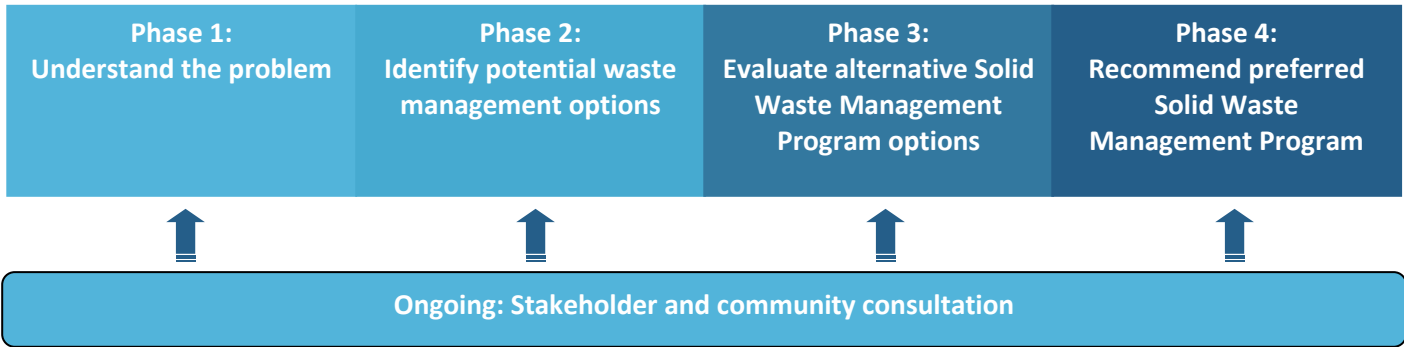 Phase 1:
Understand the problem
Phase 2:
Identify potential waste
management options
Phase 3:
Evaluate alternative Solid
Waste Management
Program options
Phase 4:
Recommend preferred
Solid Waste
Management Program
Ongoing: Stakeholder and community consultation